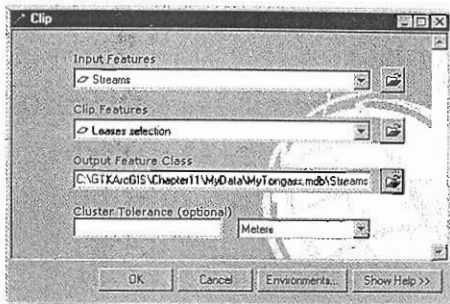 Clip
Input Features
Streams
Clip Features
Leases selection
Output Feature Class
C:\GTKArcGIS\Chapter11\MyData\MyTongass.mdb\Streams
Cluster Tolerance (optional)
Meters
OK Cancel Environments... Show Help >>